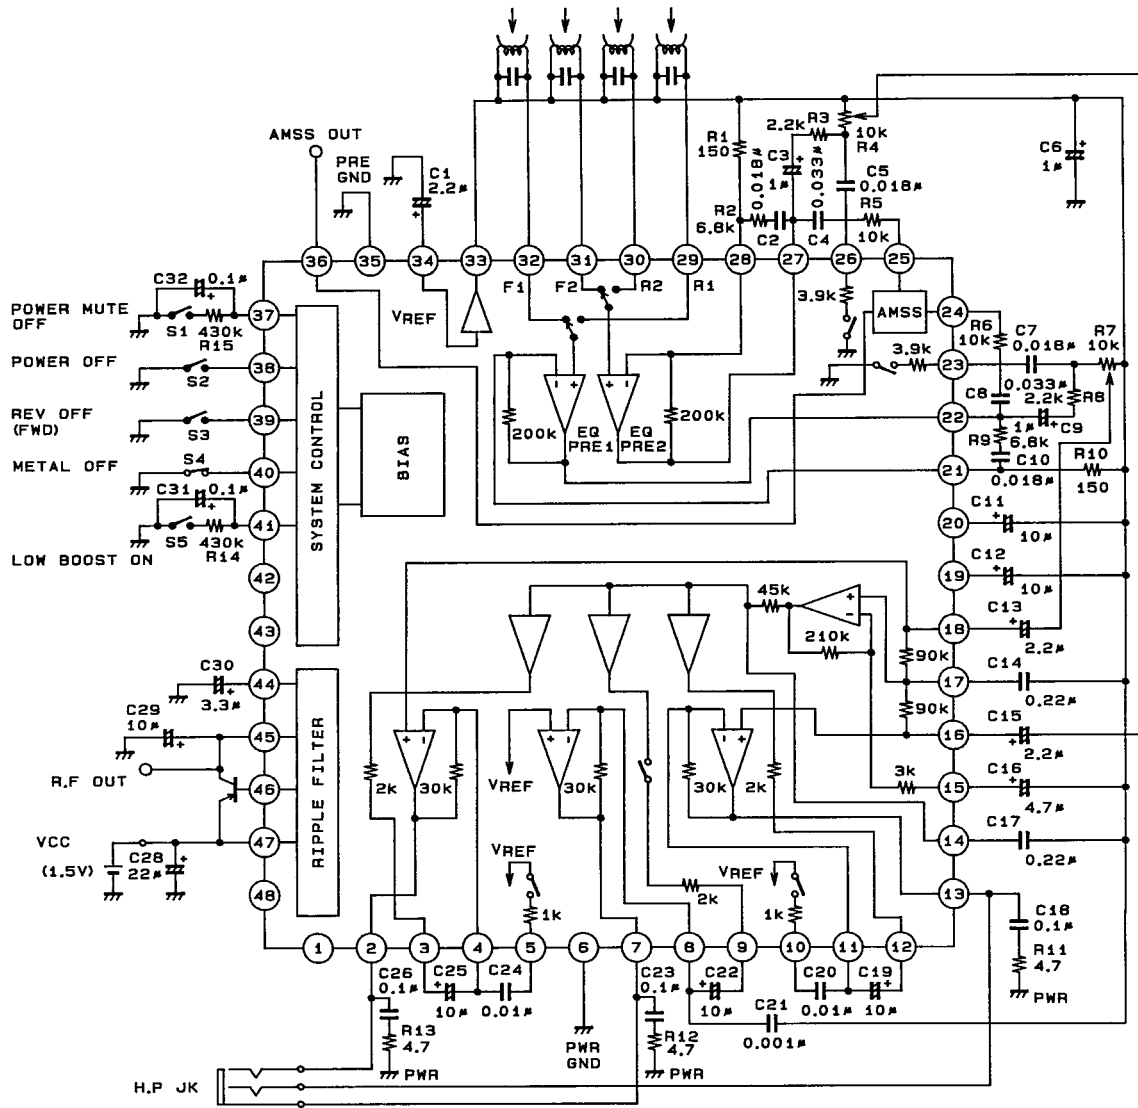 AMSS OUT
PRE
GND
C1
2.2μ
R1
150
0.018μ
C3
1μ
2.2k
R3
0.033μ
10k
R4
C5
0.018μ
C6
1μ
R2
6.8k
C2
C4
R5
10k
36
35
34
33
32
31
30
29
28
27
26
25
C32
0.1μ
POWER MUTE
OFF
S1
430k
R15
37
VREF
F1
F2
R2
R1
3.9k
AMSS
24
R6
10k
C7
0.018μ
R7
10k
POWER OFF
S2
38
3.9k
23
0.033μ
C8
2.2k
R8
REV OFF
(FWD)
S3
39
200k
EQ
PRE1
EQ
PRE2
200k
22
1μ
C9
R9
6.8k
METAL OFF
S4
40
C10
0.018μ
R10
150
21
C31
0.1μ
S5
430k
R14
41
LOW BOOST ON
SYSTEM CONTROL
BIAS
C11
10μ
20
42
C12
10μ
19
45k
43
210k
C13
2.2μ
18
90k
C30
3.3μ
44
C14
0.22μ
17
90k
C29
10μ
45
C15
2.2μ
16
R.F OUT
46
RIPPLE FILTER
2k
30k
VREF
30k
30k
2k
3k
15
C16
4.7μ
VCC
(1.5V)
C28
22μ
47
VREF
VREF
14
C17
0.22μ
48
1k
2k
1k
13
C18
0.1μ
R11
4.7
PWR
1
2
3
4
5
6
7
8
9
10
11
12
C26
0.1μ
C25
10μ
C24
0.01μ
C23
0.1μ
C22
10μ
C20
0.01μ
C19
10μ
C21
0.001μ
R13
4.7
PWR
PWR
GND
R12
4.7
PWR
H.P JK